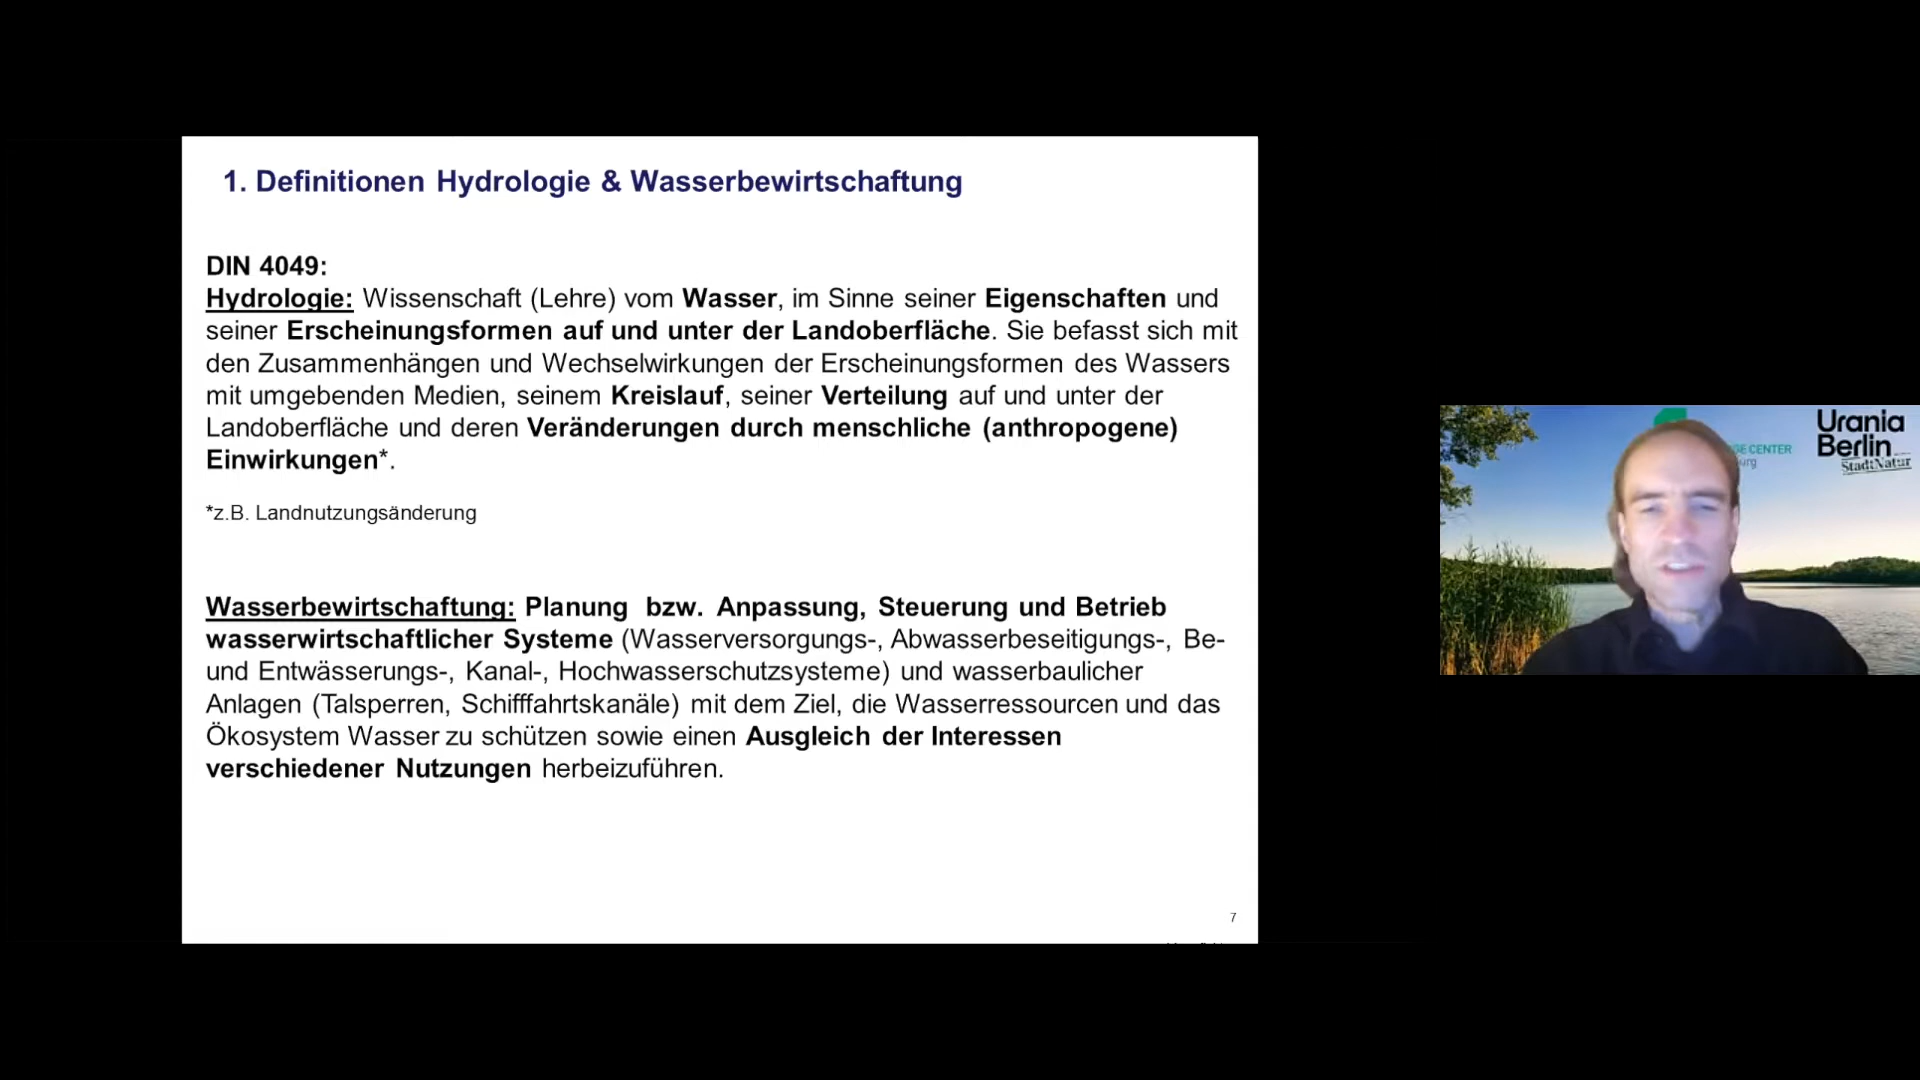 1. Definitionen Hydrologie & Wasserbewirtschaftung
DIN 4049:
Hydrologie: Wissenschaft (Lehre) vom Wasser, im Sinne seiner Eigenschaften und
seiner Erscheinungsformen auf und unter der Landoberfläche. Sie befasst sich mit
den Zusammenhängen und Wechselwirkungen der Erscheinungsformen des Wassers
mit umgebenden Medien, seinem Kreislauf, seiner Verteilung auf und unter der
Landoberfläche und deren Veränderungen durch menschliche (anthropogene)
Einwirkungen*.
*z.B. Landnutzungsänderung
Wasserbewirtschaftung: Planung bzw. Anpassung, Steuerung und Betrieb
wasserwirtschaftlicher Systeme (Wasserversorgungs-, Abwasserbeseitigungs-, Be-
und Entwässerungs-, Kanal-, Hochwasserschutzsysteme) und wasserbaulicher
Anlagen (Talsperren, Schifffahrtskanäle) mit dem Ziel, die Wasserressourcen und das
Ökosystem Wasser zu schützen sowie einen Ausgleich der Interessen
verschiedener Nutzungen herbeizuführen.
7
CENTER
Urania
Berlin
StadtNatur